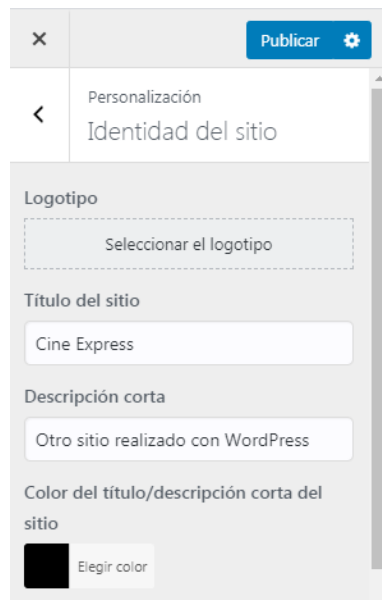 Publicar
Personalización
Identidad del sitio
Logotipo
Seleccionar el logotipo
Título del sitio
Cine Express
Descripción corta
Otro sitio realizado con WordPress
Color del título/descripción corta del
sitio
Elegir color